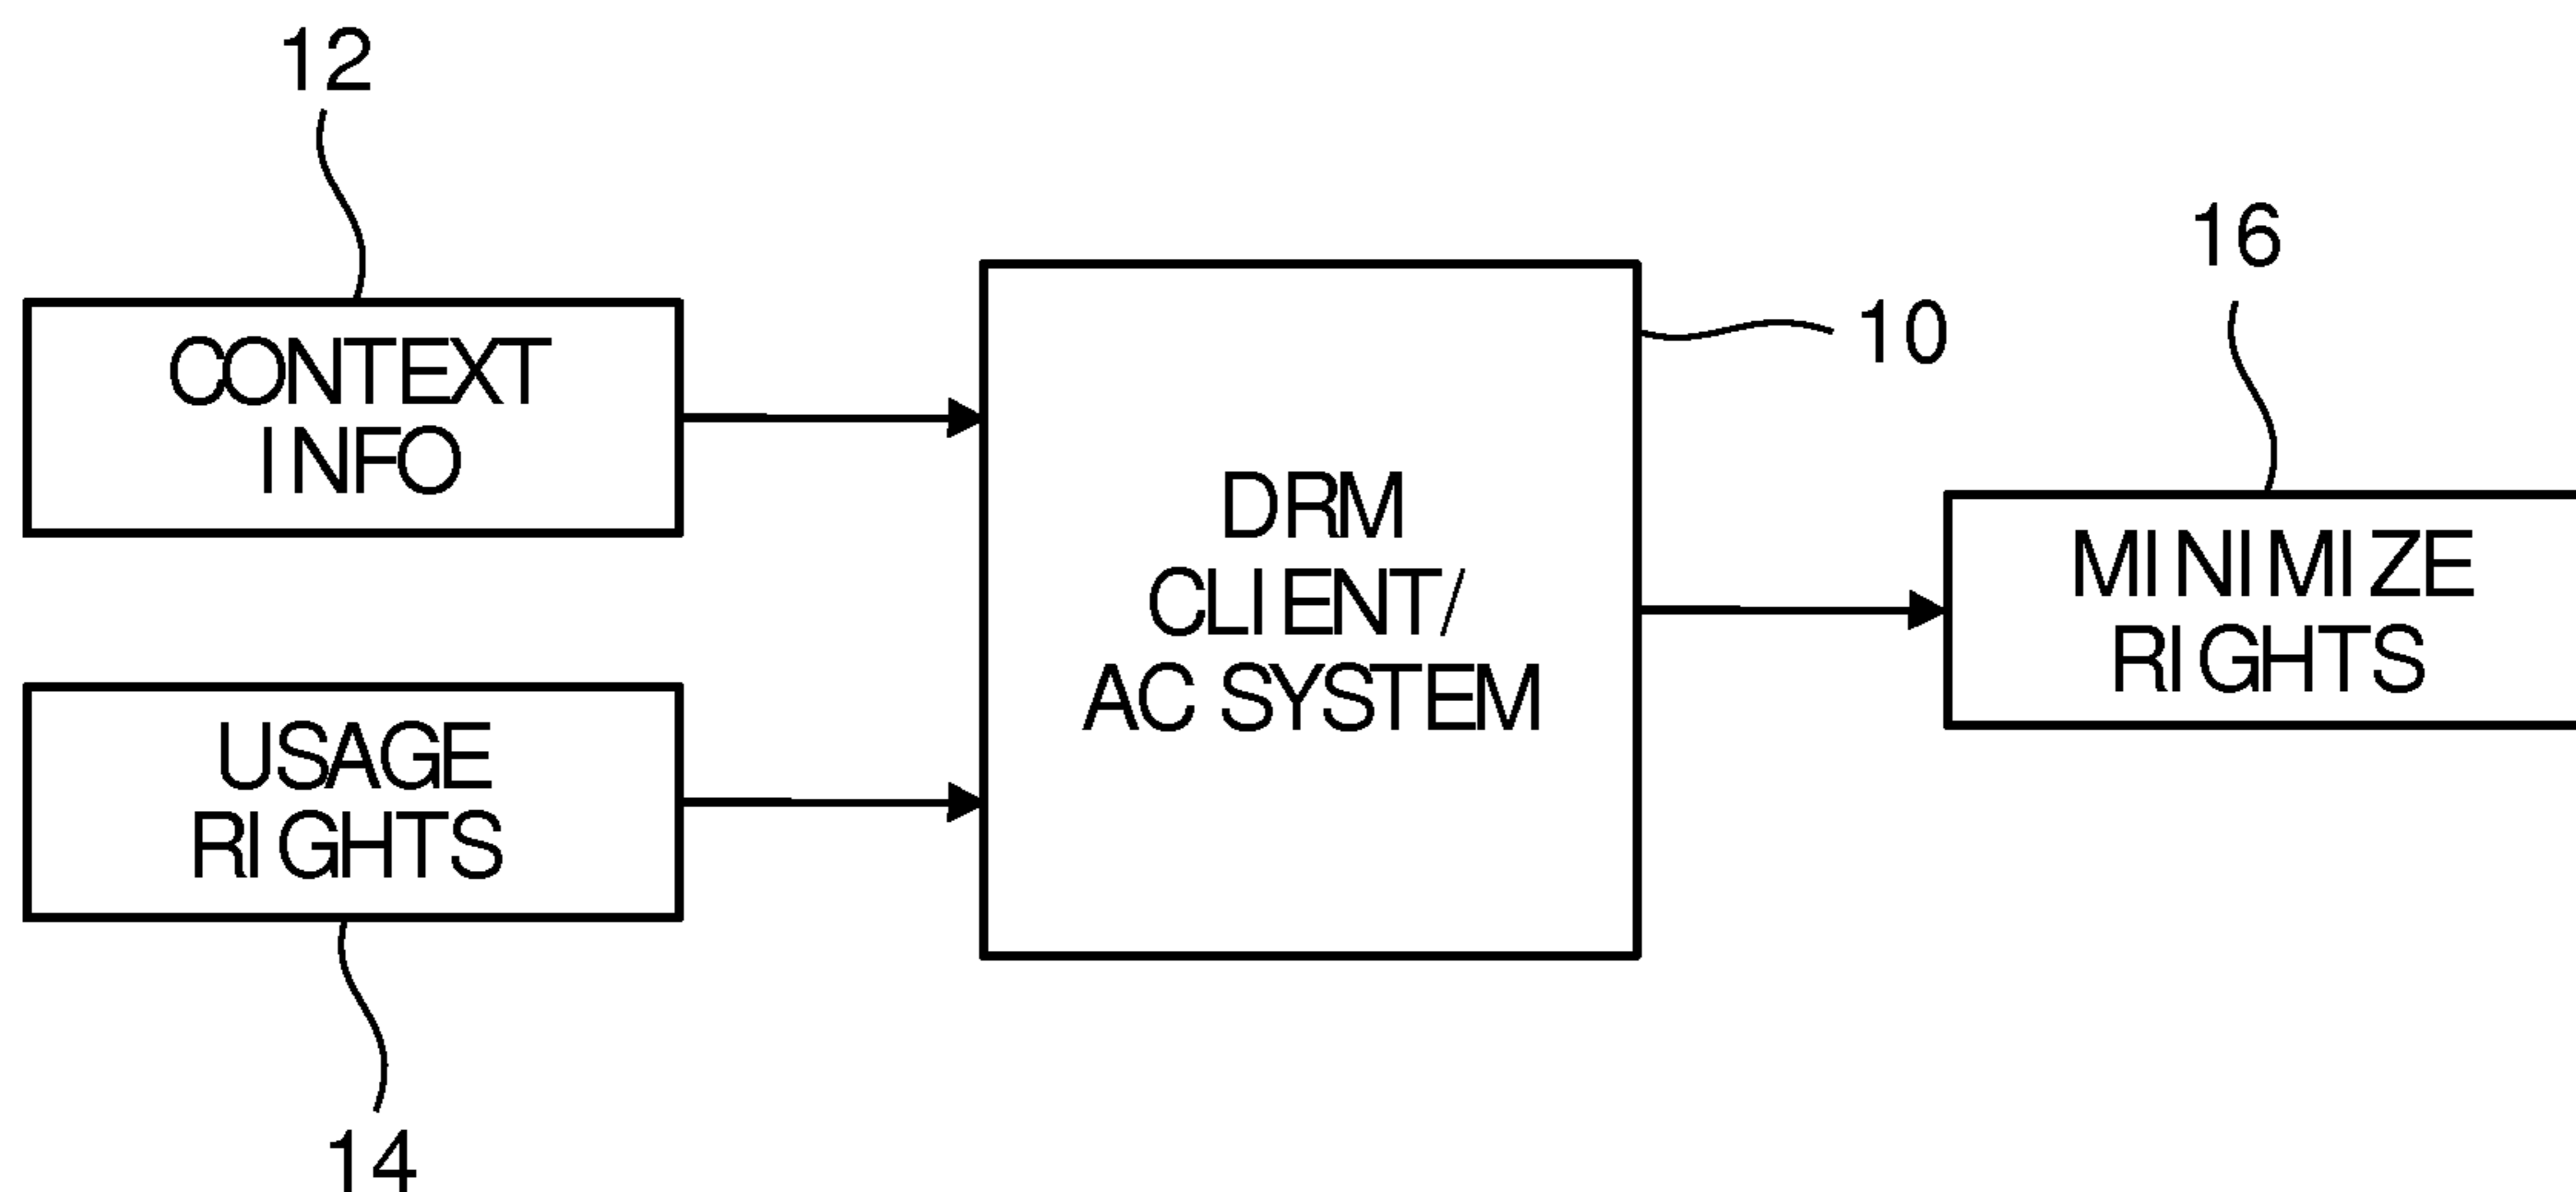 12
CONTEXT
INFO
USAGE
RIGHTS
14
DRM
CLIENT/
AC SYSTEM
10
16
MINIMIZE
RIGHTS